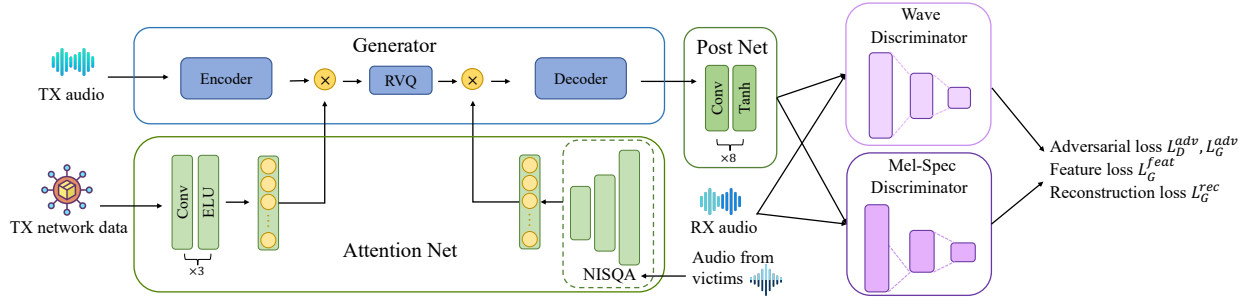 Generator
TX audio
Encoder
×
RVQ
×
Decoder
Post Net
Conv
Tanh
×8
Wave
Discriminator
TX network data
Conv
ELU
×3
Attention Net
NISQA
Audio from
victims
RX audio
Mel-Spec
Discriminator
Adversarial loss $L_D^{adv}$, $L_G^{adv}$
Feature loss $L_G^{feat}$
Reconstruction loss $L_G^{rec}$